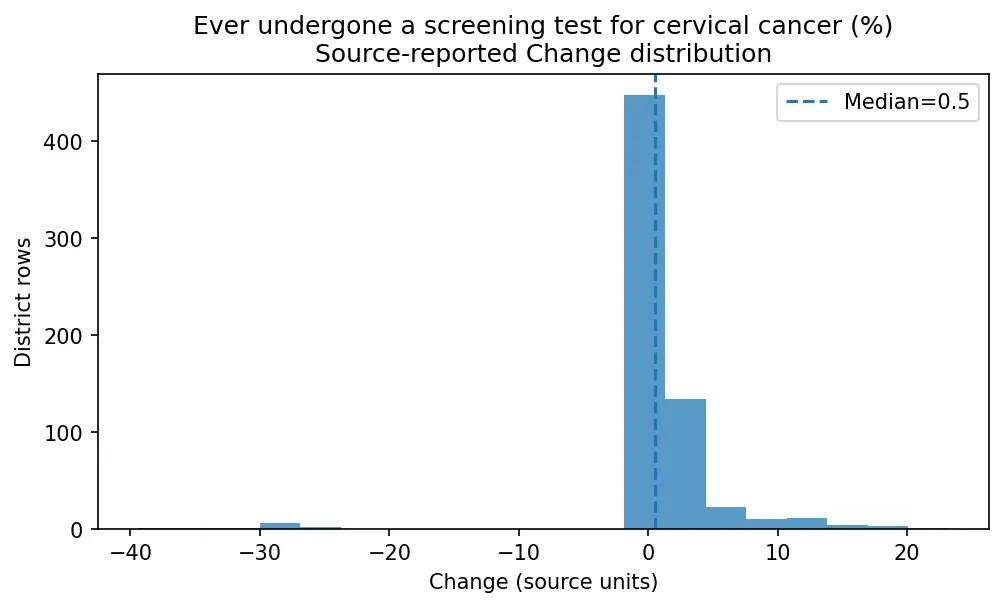 Ever undergone a screening test for cervical cancer (%)
Source-reported Change distribution
Median=0.5
District rows
400
300
200
100
0
−40
−30
−20
−10
0
10
20
Change (source units)